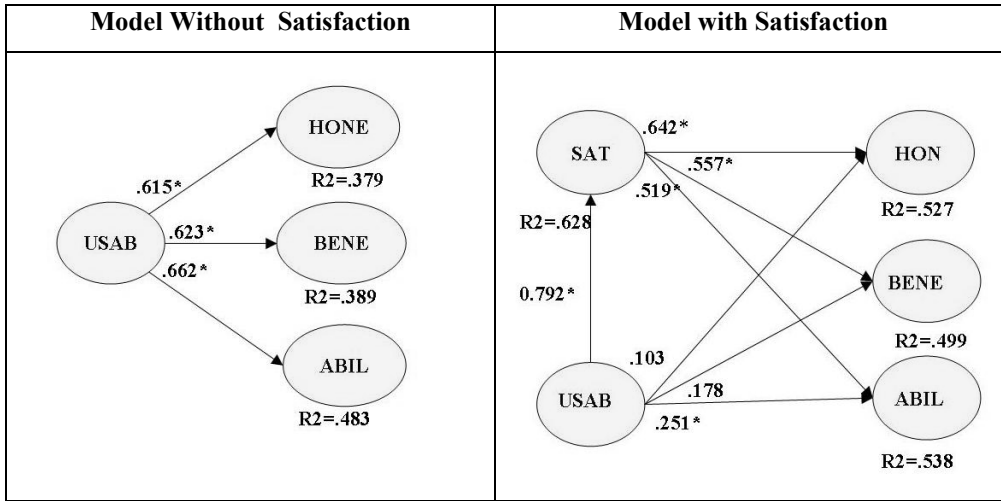 Model Without Satisfaction
HONE
.615*
R2=.379
USAB
.623*
BENE
.662*
R2=.389
ABIL
R2=.483
Model with Satisfaction
.642*
SAT
HON
.557*
.519*
R2=.527
R2=.628
BENE
0.792*
R2=.499
.103
USAB
.178
ABIL
.251*
R2=.538